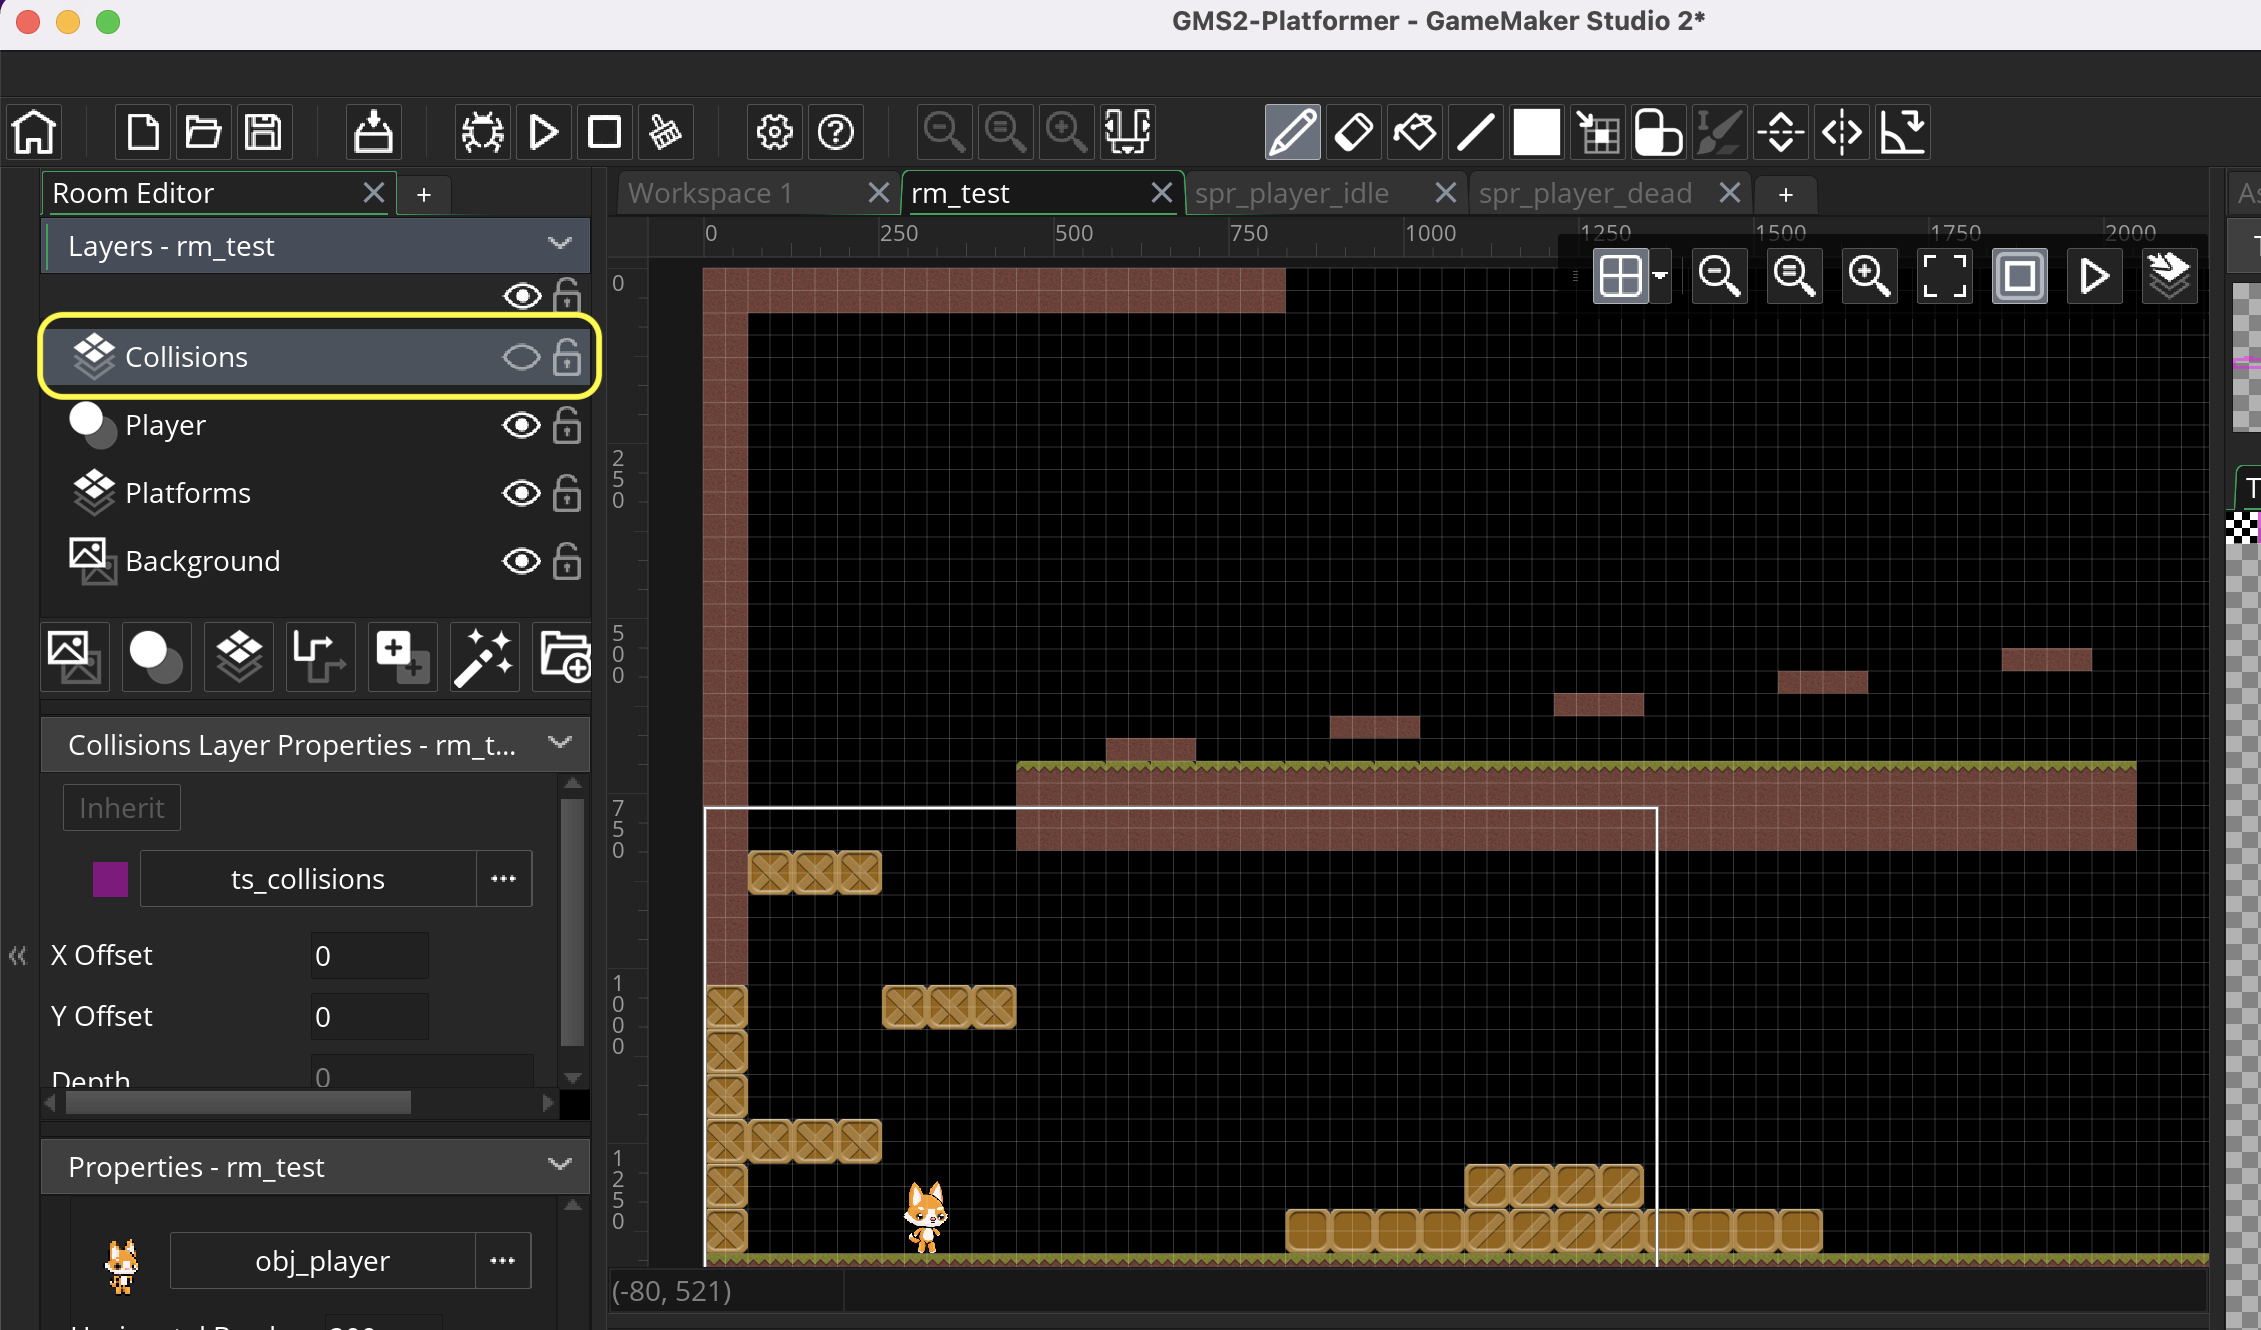 GMS2-Platformer - GameMaker Studio 2*
Room Editor
+
Workspace 1
rm_test
spr_player_idle
spr_player_dead
+
As
Layers - rm_test
0 250 500 750 1000 1250 1500 1750 2000
Collisions
Player
Platforms
Background
Collisions Layer Properties - rm_t...
Inherit
ts_collisions
...
X Offset
0
Y Offset
0
Depth
0
Properties - rm_test
obj_player
...
0
250
500
750
1000
1250
(-80, 521)